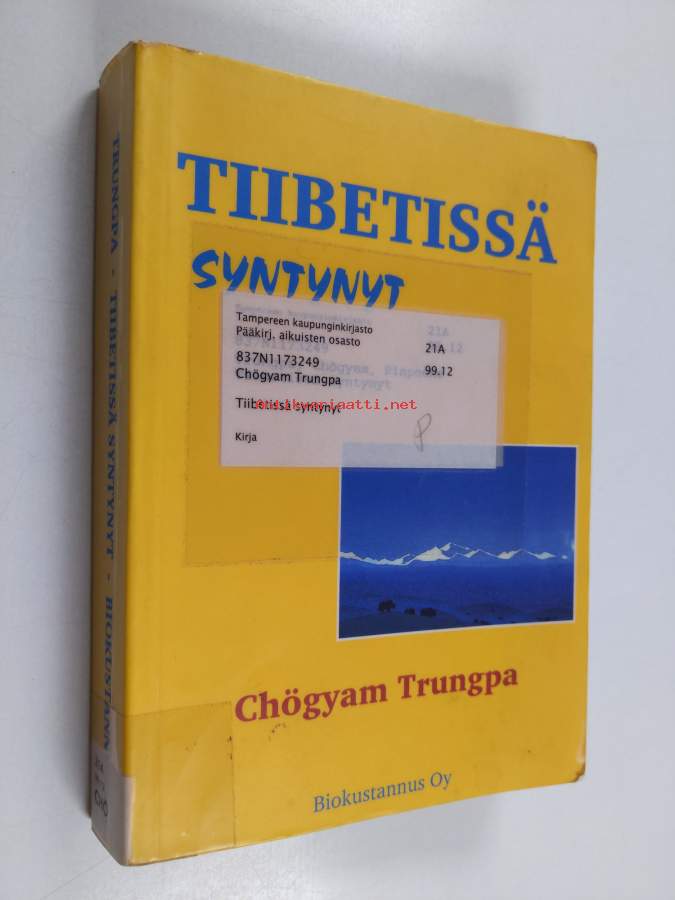 TIIBETISSÄ
SYNTYNYT
Tampereen kaupunginkirjasto
Pääkirj. aikuisten osasto
21A
837N1173249
99.12
Chögyam Trungpa
Tiibetissä syntynyt
Kirja
Antikvariaatti.net
Chögyam Trungpa
Biokustannus Oy
TRUNGPA - TIIBETISSÄ SYNTYNYT - BIOKUSTANN